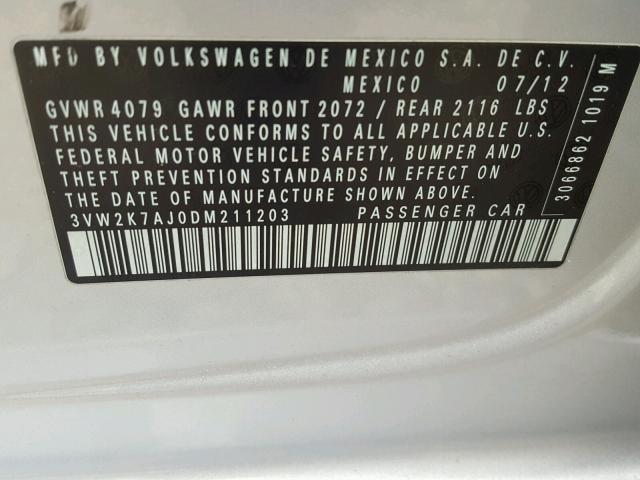 MFD BY VOLKSWAGEN DE MEXICO S.A. DE C.V.
MEXICO 07/12
GVWR 4079 GAWR FRONT 2072 / REAR 2116 LBS
THIS VEHICLE CONFORMS TO ALL APPLICABLE U.S.
FEDERAL MOTOR VEHICLE SAFETY, BUMPER AND
THEFT PREVENTION STANDARDS IN EFFECT ON
THE DATE OF MANUFACTURE SHOWN ABOVE.
3VW2K7AJ0DM211203 PASSENGER CAR
3066862 1019 M